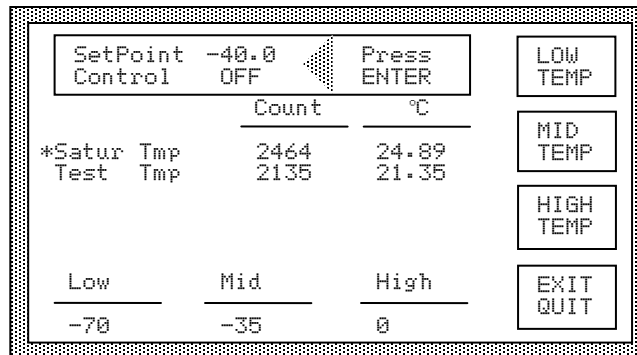 SetPoint -40.0
Control OFF
Press
ENTER
Count °C
*Satur Tmp 2464 24.89
Test Tmp 2135 21.35
Low Mid High
-70 -35 0
LOW
TEMP
MID
TEMP
HIGH
TEMP
EXIT
QUIT